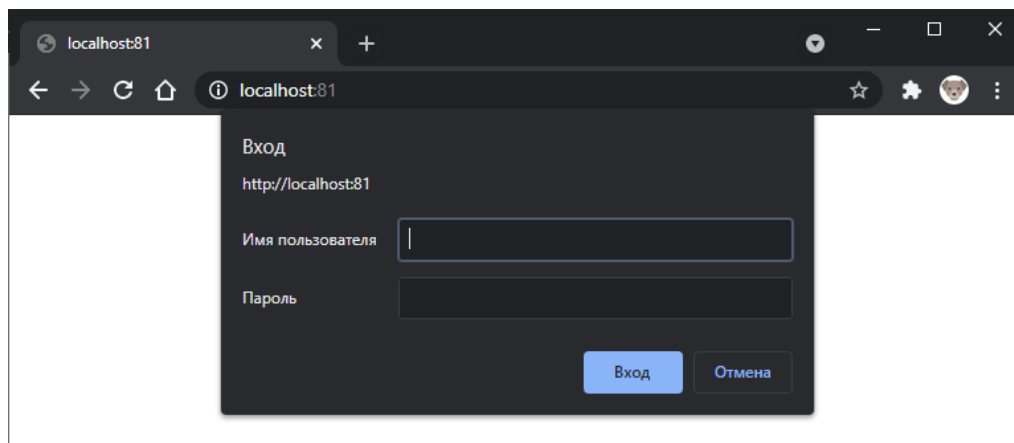 localhost:81
localhost:81
Вход
http://localhost:81
Имя пользователя
Пароль
Вход Отмена